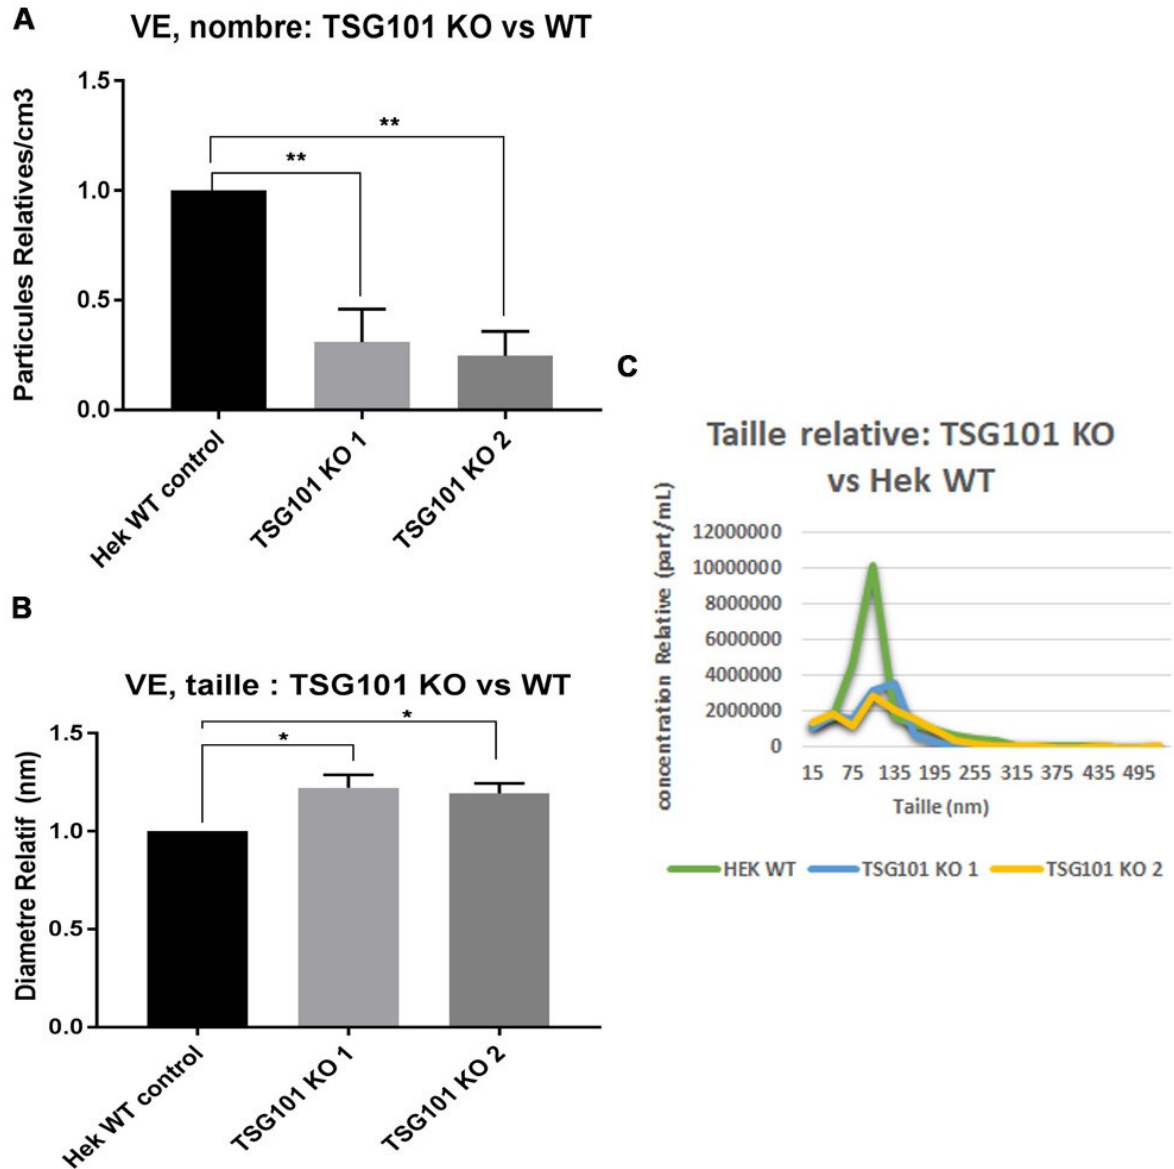 A
VE, nombre: TSG101 KO vs WT
Particules Relatives/cm3
1.5
1.0
0.5
0.0
**
**
Hek WT control
TSG101 KO 1
TSG101 KO 2
B
VE, taille : TSG101 KO vs WT
Diametre Relatif (nm)
1.5
1.0
0.5
0.0
*
*
Hek WT control
TSG101 KO 1
TSG101 KO 2
C
Taille relative: TSG101 KO
vs Hek WT
concentration Relative (part/mL)
12000000
10000000
8000000
6000000
4000000
2000000
0
15 75 135 195 255 315 375 435 495
Taille (nm)
HEK WT TSG101 KO 1 TSG101 KO 2